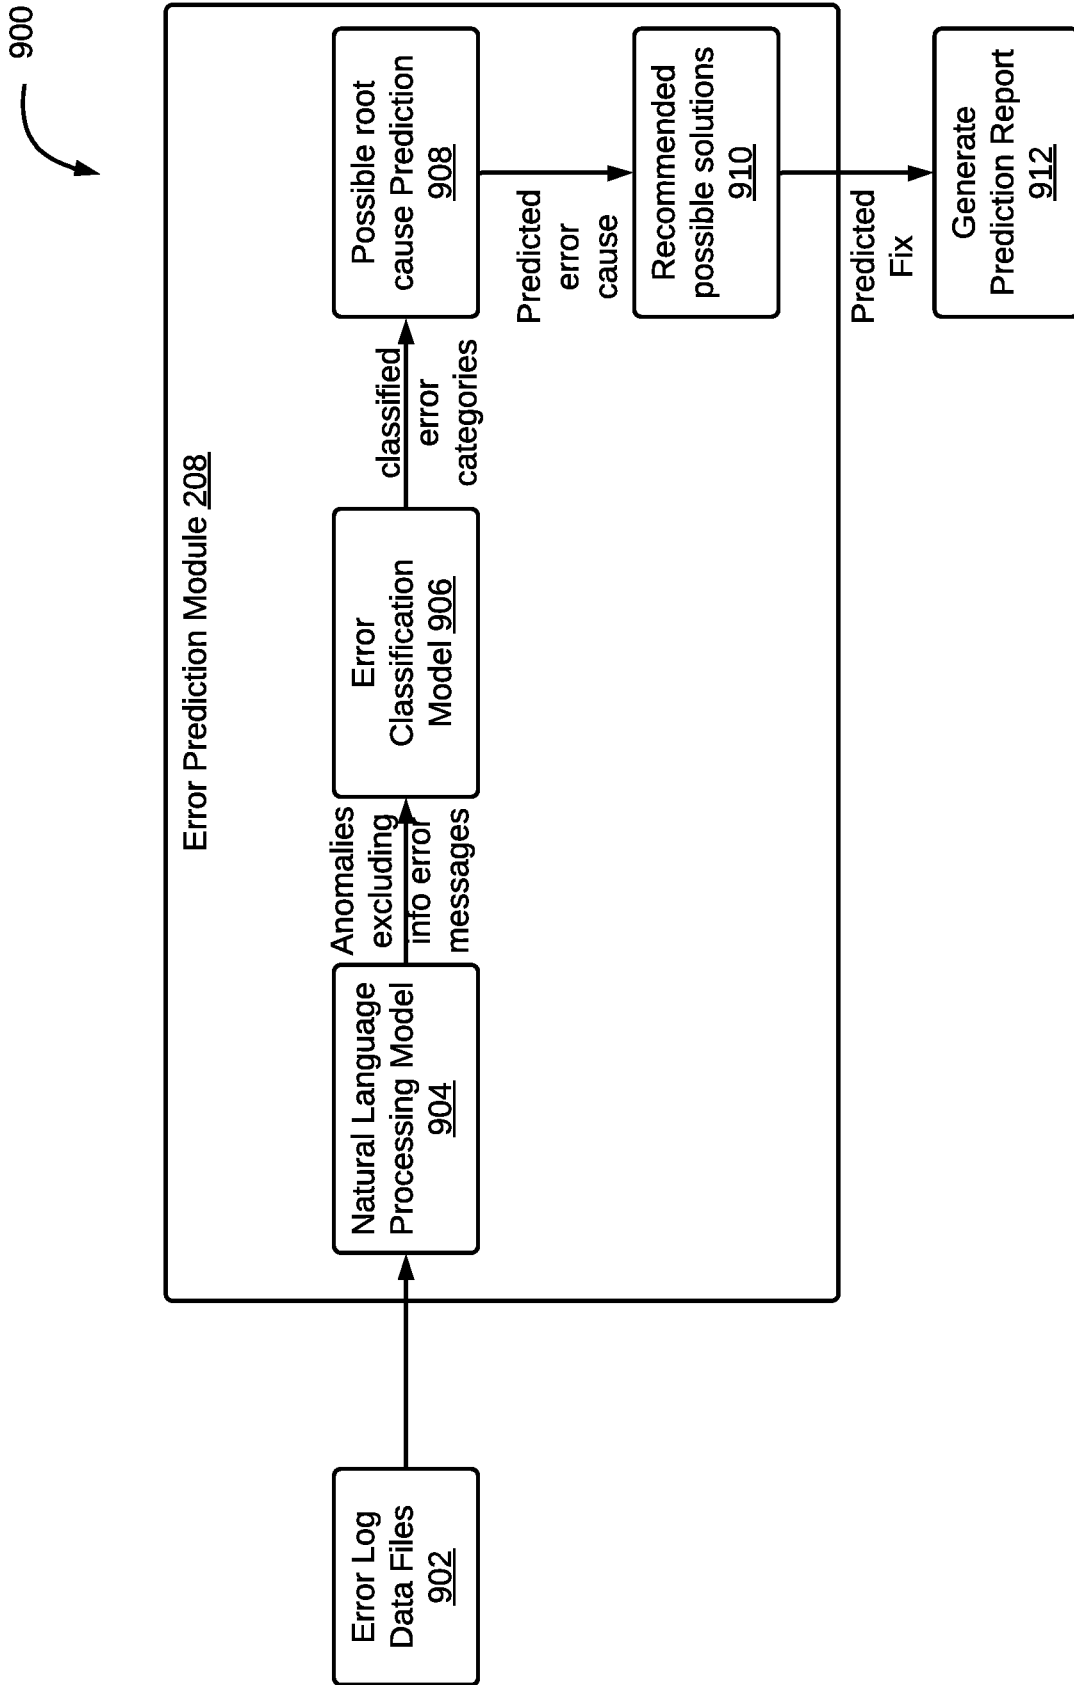 900
Error Prediction Module 208
Error Log
Data Files
902
Natural Language
Processing Model
904
Anomalies
excluding
info error
messages
Error
Classification
Model 906
classified
error
categories
Possible root
cause Prediction
908
Predicted
error
cause
Recommended
possible solutions
910
Predicted
Fix
Generate
Prediction Report
912